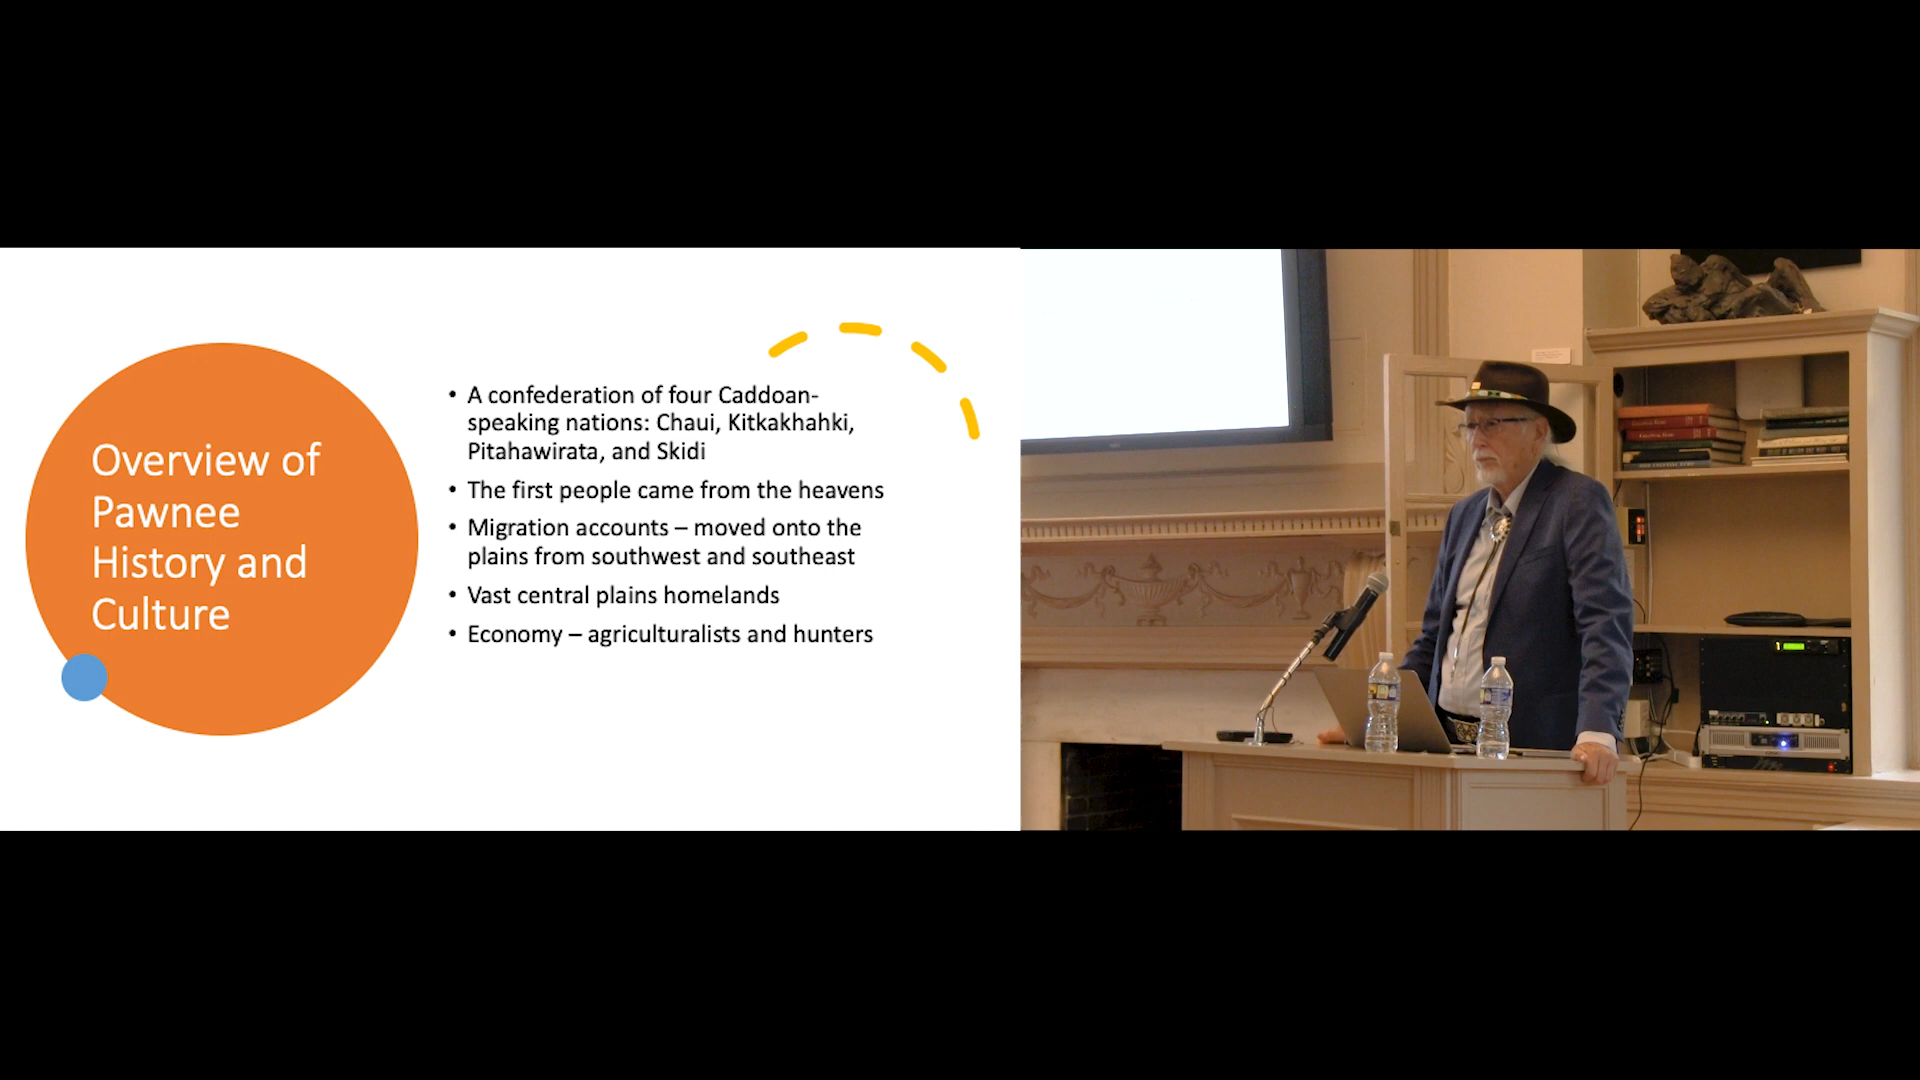 Overview of
Pawnee
History and
Culture
• A confederation of four Caddoan-
speaking nations: Chaui, Kitkakhahki,
Pitahawirata, and Skidi
• The first people came from the heavens
• Migration accounts – moved onto the
plains from southwest and southeast
• Vast central plains homelands
• Economy – agriculturalists and hunters